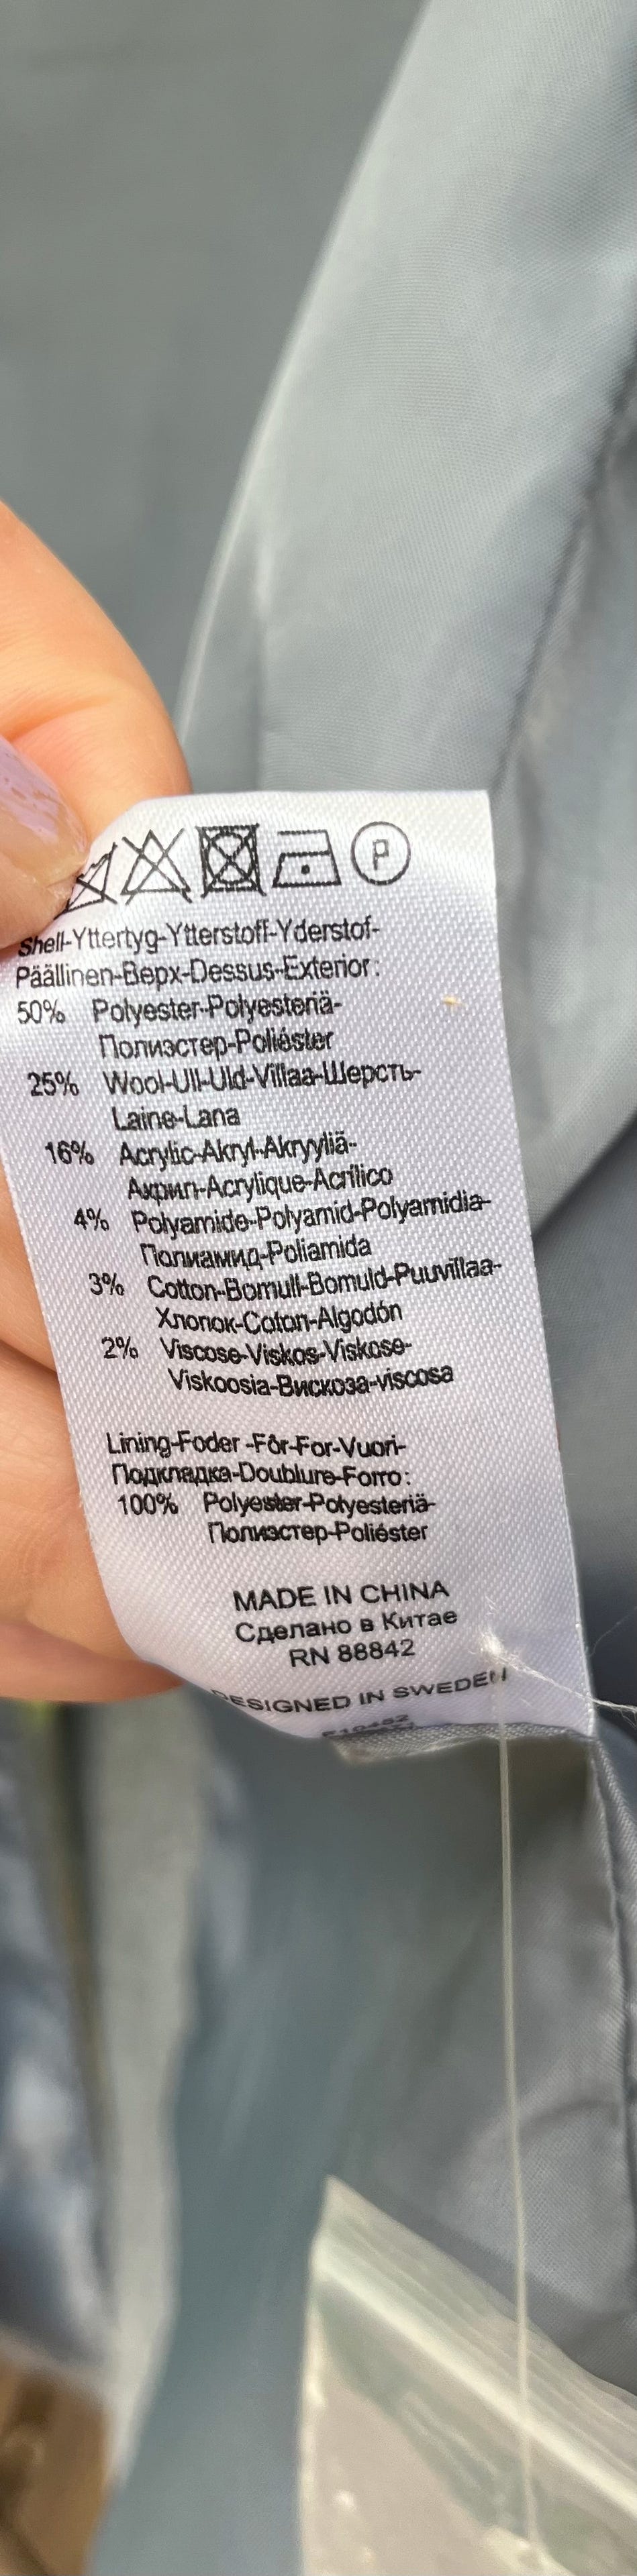 P
Shell-Yttertyg-Ytterstoff-Yderstof-
Päällinen-Верх-Dessus-Exterior:
50% Polyester-Polyesteriä-
Полиэстер-Poliéster
25% Wool-Ull-Uld-Villaa-Шерсть-
Laine-Lana
16% Acrylic-Akryl-Akryyliä-
Акрил-Acrylique-Acrílico
4% Polyamide-Polyamid-Polyamidia-
Полиамид-Poliamida
3% Cotton-Bomull-Bomuld-Puuvillaa-
Хлопок-Coton-Algodón
2% Viscose-Viskos-Viskose-
Viskoosia-Вискоза-viscosa
Lining-Foder -Fôr-For-Vuori-
Подкладка-Doublure-Forro:
100% Polyester-Polyesteriä-
Полиэстер-Poliéster
MADE IN CHINA
Сделано в Китае
RN 88842
DESIGNED IN SWEDEN